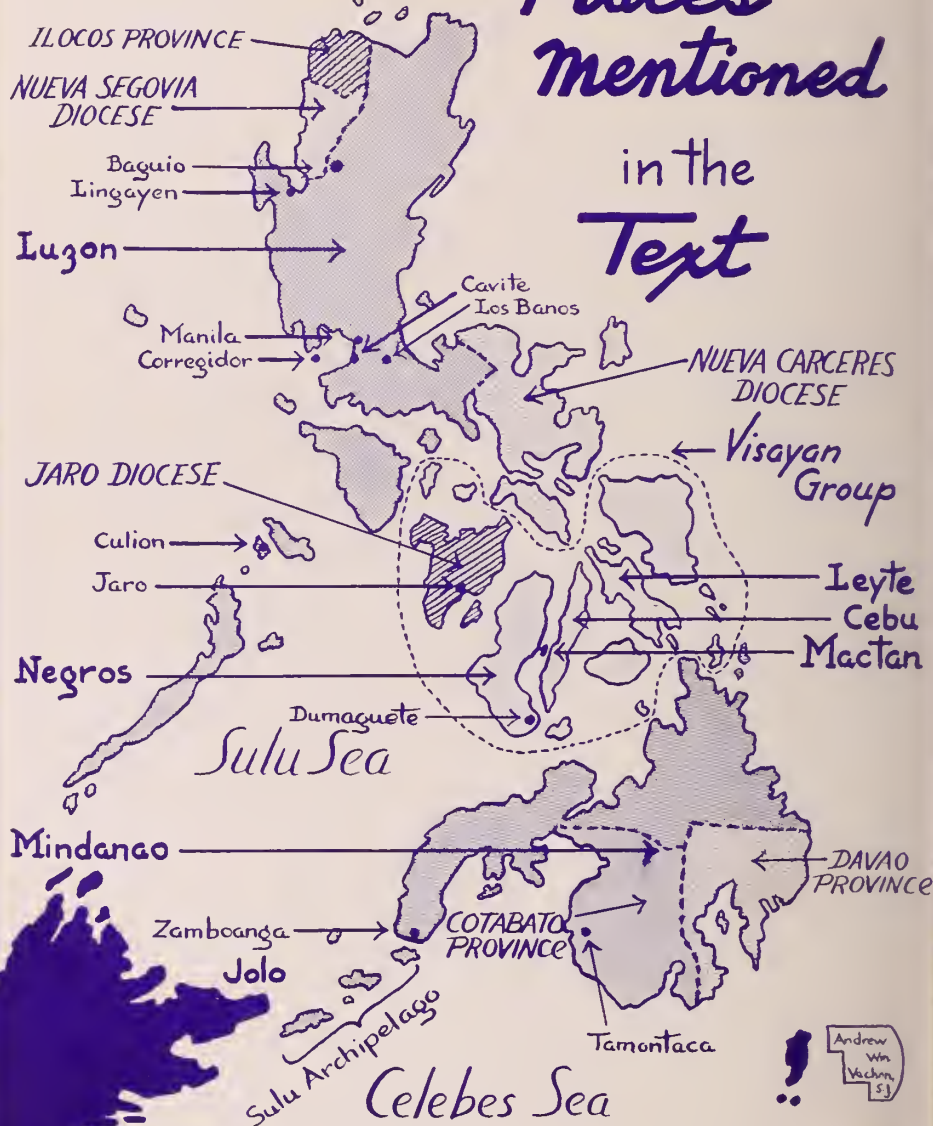 Places
mentioned
in the
Text
ILOCOS PROVINCE
NUEVA SEGOVIA
DIOCESE
Baguio
Lingayen
Luzon
Cavite
Los Banos
Manila
Corregidor
NUEVA CARCERES
DIOCESE
Visayan
Group
JARO DIOCESE
Culion
Jaro
Leyte
Cebu
Mactan
Negros
Dumaguete
Sulu Sea
Mindanao
DAVAO
PROVINCE
Zamboanga
COTABATO
PROVINCE
Jolo
Sulu Archipelago
Tamontaca
Celebes Sea
Andrew
Wm
S.J.